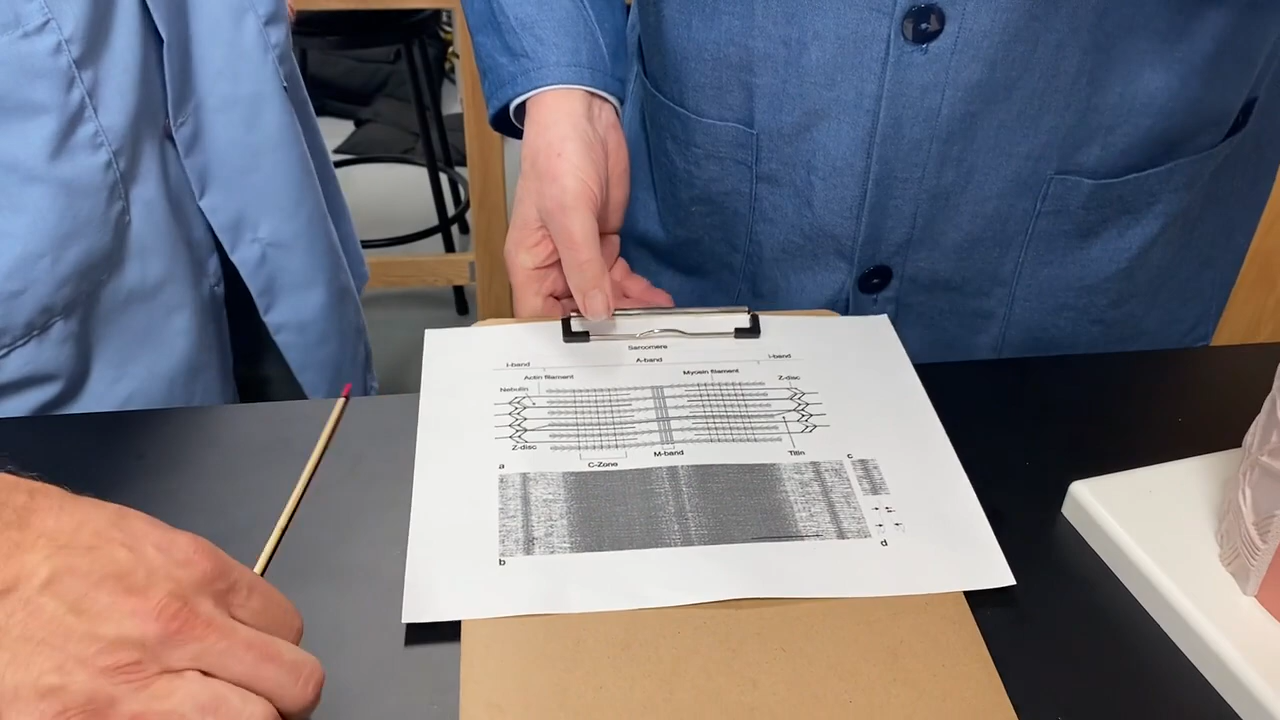 Sarcomere
I-band A-band I-band
Actin filament Myosin filament Z-disc
Nebulin
Z-disc C-Zone M-band Titin
a c
b d